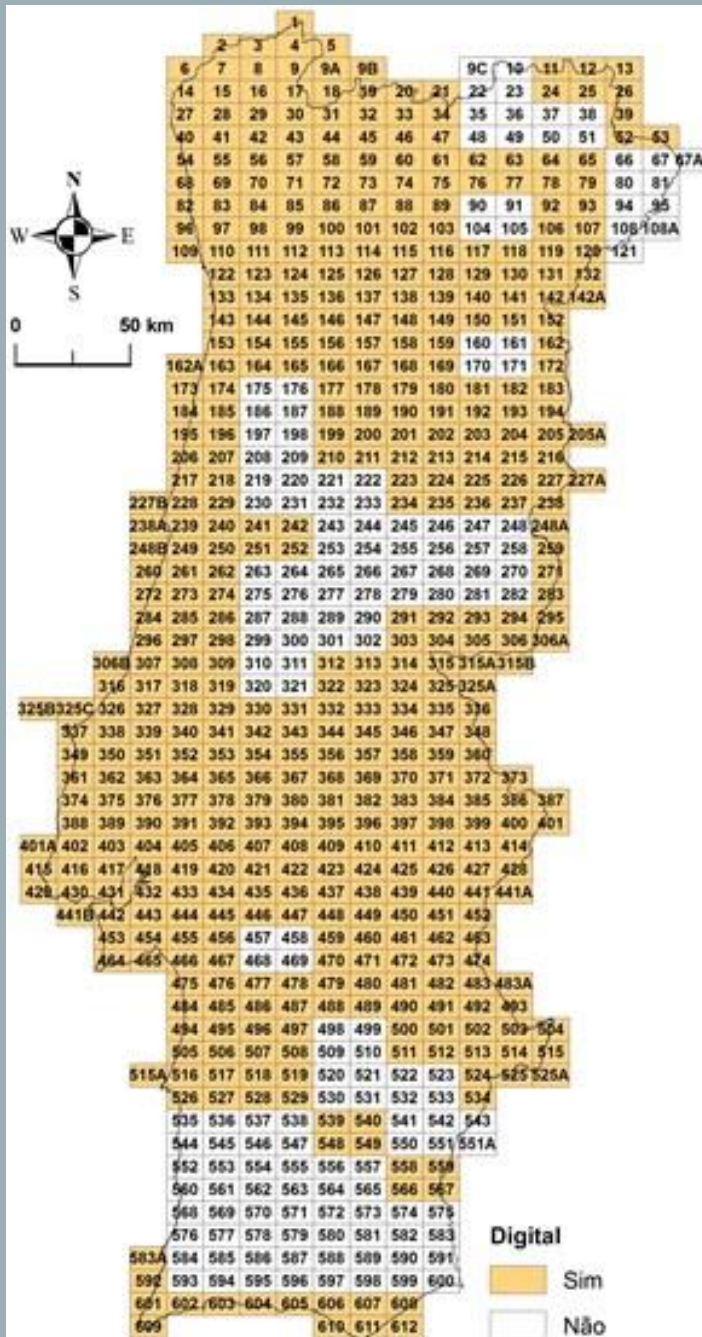 1
2 3 4 5
6 7 8 9 9A 9B 9C 10 11 12 13
14 15 16 17 18 19 20 21 22 23 24 25 26
27 28 29 30 31 32 33 34 35 36 37 38 39
40 41 42 43 44 45 46 47 48 49 50 51 52 53
54 55 56 57 58 59 60 61 62 63 64 65 66 67 67A
68 69 70 71 72 73 74 75 76 77 78 79 80 81
N
82 83 84 85 86 87 88 89 90 91 92 93 94 95
W E
96 97 98 99 100 101 102 103 104 105 106 107 108 108A
109 110 111 112 113 114 115 116 117 118 119 120 121
S
122 123 124 125 126 127 128 129 130 131 132
133 134 135 136 137 138 139 140 141 142 142A
0 50 km
143 144 145 146 147 148 149 150 151 152
153 154 155 156 157 158 159 160 161 162
162A 163 164 165 166 167 168 169 170 171 172
173 174 175 176 177 178 179 180 181 182 183
184 185 186 187 188 189 190 191 192 193 194
195 196 197 198 199 200 201 202 203 204 205 205A
206 207 208 209 210 211 212 213 214 215 216
217 218 219 220 221 222 223 224 225 226 227 227A
227B 228 229 230 231 232 233 234 235 236 237 238
238A 239 240 241 242 243 244 245 246 247 248 248A
248B 249 250 251 252 253 254 255 256 257 258 259
260 261 262 263 264 265 266 267 268 269 270 271
272 273 274 275 276 277 278 279 280 281 282 283
284 285 286 287 288 289 290 291 292 293 294 295
296 297 298 299 300 301 302 303 304 305 306 306A
306B 307 308 309 310 311 312 313 314 315 315A 315B
316 317 318 319 320 321 322 323 324 325 325A
325B 325C 326 327 328 329 330 331 332 333 334 335 336
337 338 339 340 341 342 343 344 345 346 347 348
349 350 351 352 353 354 355 356 357 358 359 360
361 362 363 364 365 366 367 368 369 370 371 372 373
374 375 376 377 378 379 380 381 382 383 384 385 386 387
388 389 390 391 392 393 394 395 396 397 398 399 400 401
401A 402 403 404 405 406 407 408 409 410 411 412 413 414
415 416 417 418 419 420 421 422 423 424 425 426 427 428
429 430 431 432 433 434 435 436 437 438 439 440 441 441A
441B 442 443 444 445 446 447 448 449 450 451 452
453 454 455 456 457 458 459 460 461 462 463
464 465 466 467 468 469 470 471 472 473 474
475 476 477 478 479 480 481 482 483 483A
484 485 486 487 488 489 490 491 492 493
494 495 496 497 498 499 500 501 502 503 504
505 506 507 508 509 510 511 512 513 514 515
515A 516 517 518 519 520 521 522 523 524 525 525A
526 527 528 529 530 531 532 533 534
535 536 537 538 539 540 541 542 543
544 545 546 547 548 549 550 551 551A
552 553 554 555 556 557 558 559
560 561 562 563 564 565 566 567
568 569 570 571 572 573 574 575
576 577 578 579 580 581 582 583
Digital
583A 584 585 586 587 588 589 590 591
592 593 594 595 596 597 598 599 600
Sim
601 602 603 604 605 606 607 608
609 610 611 612
Não